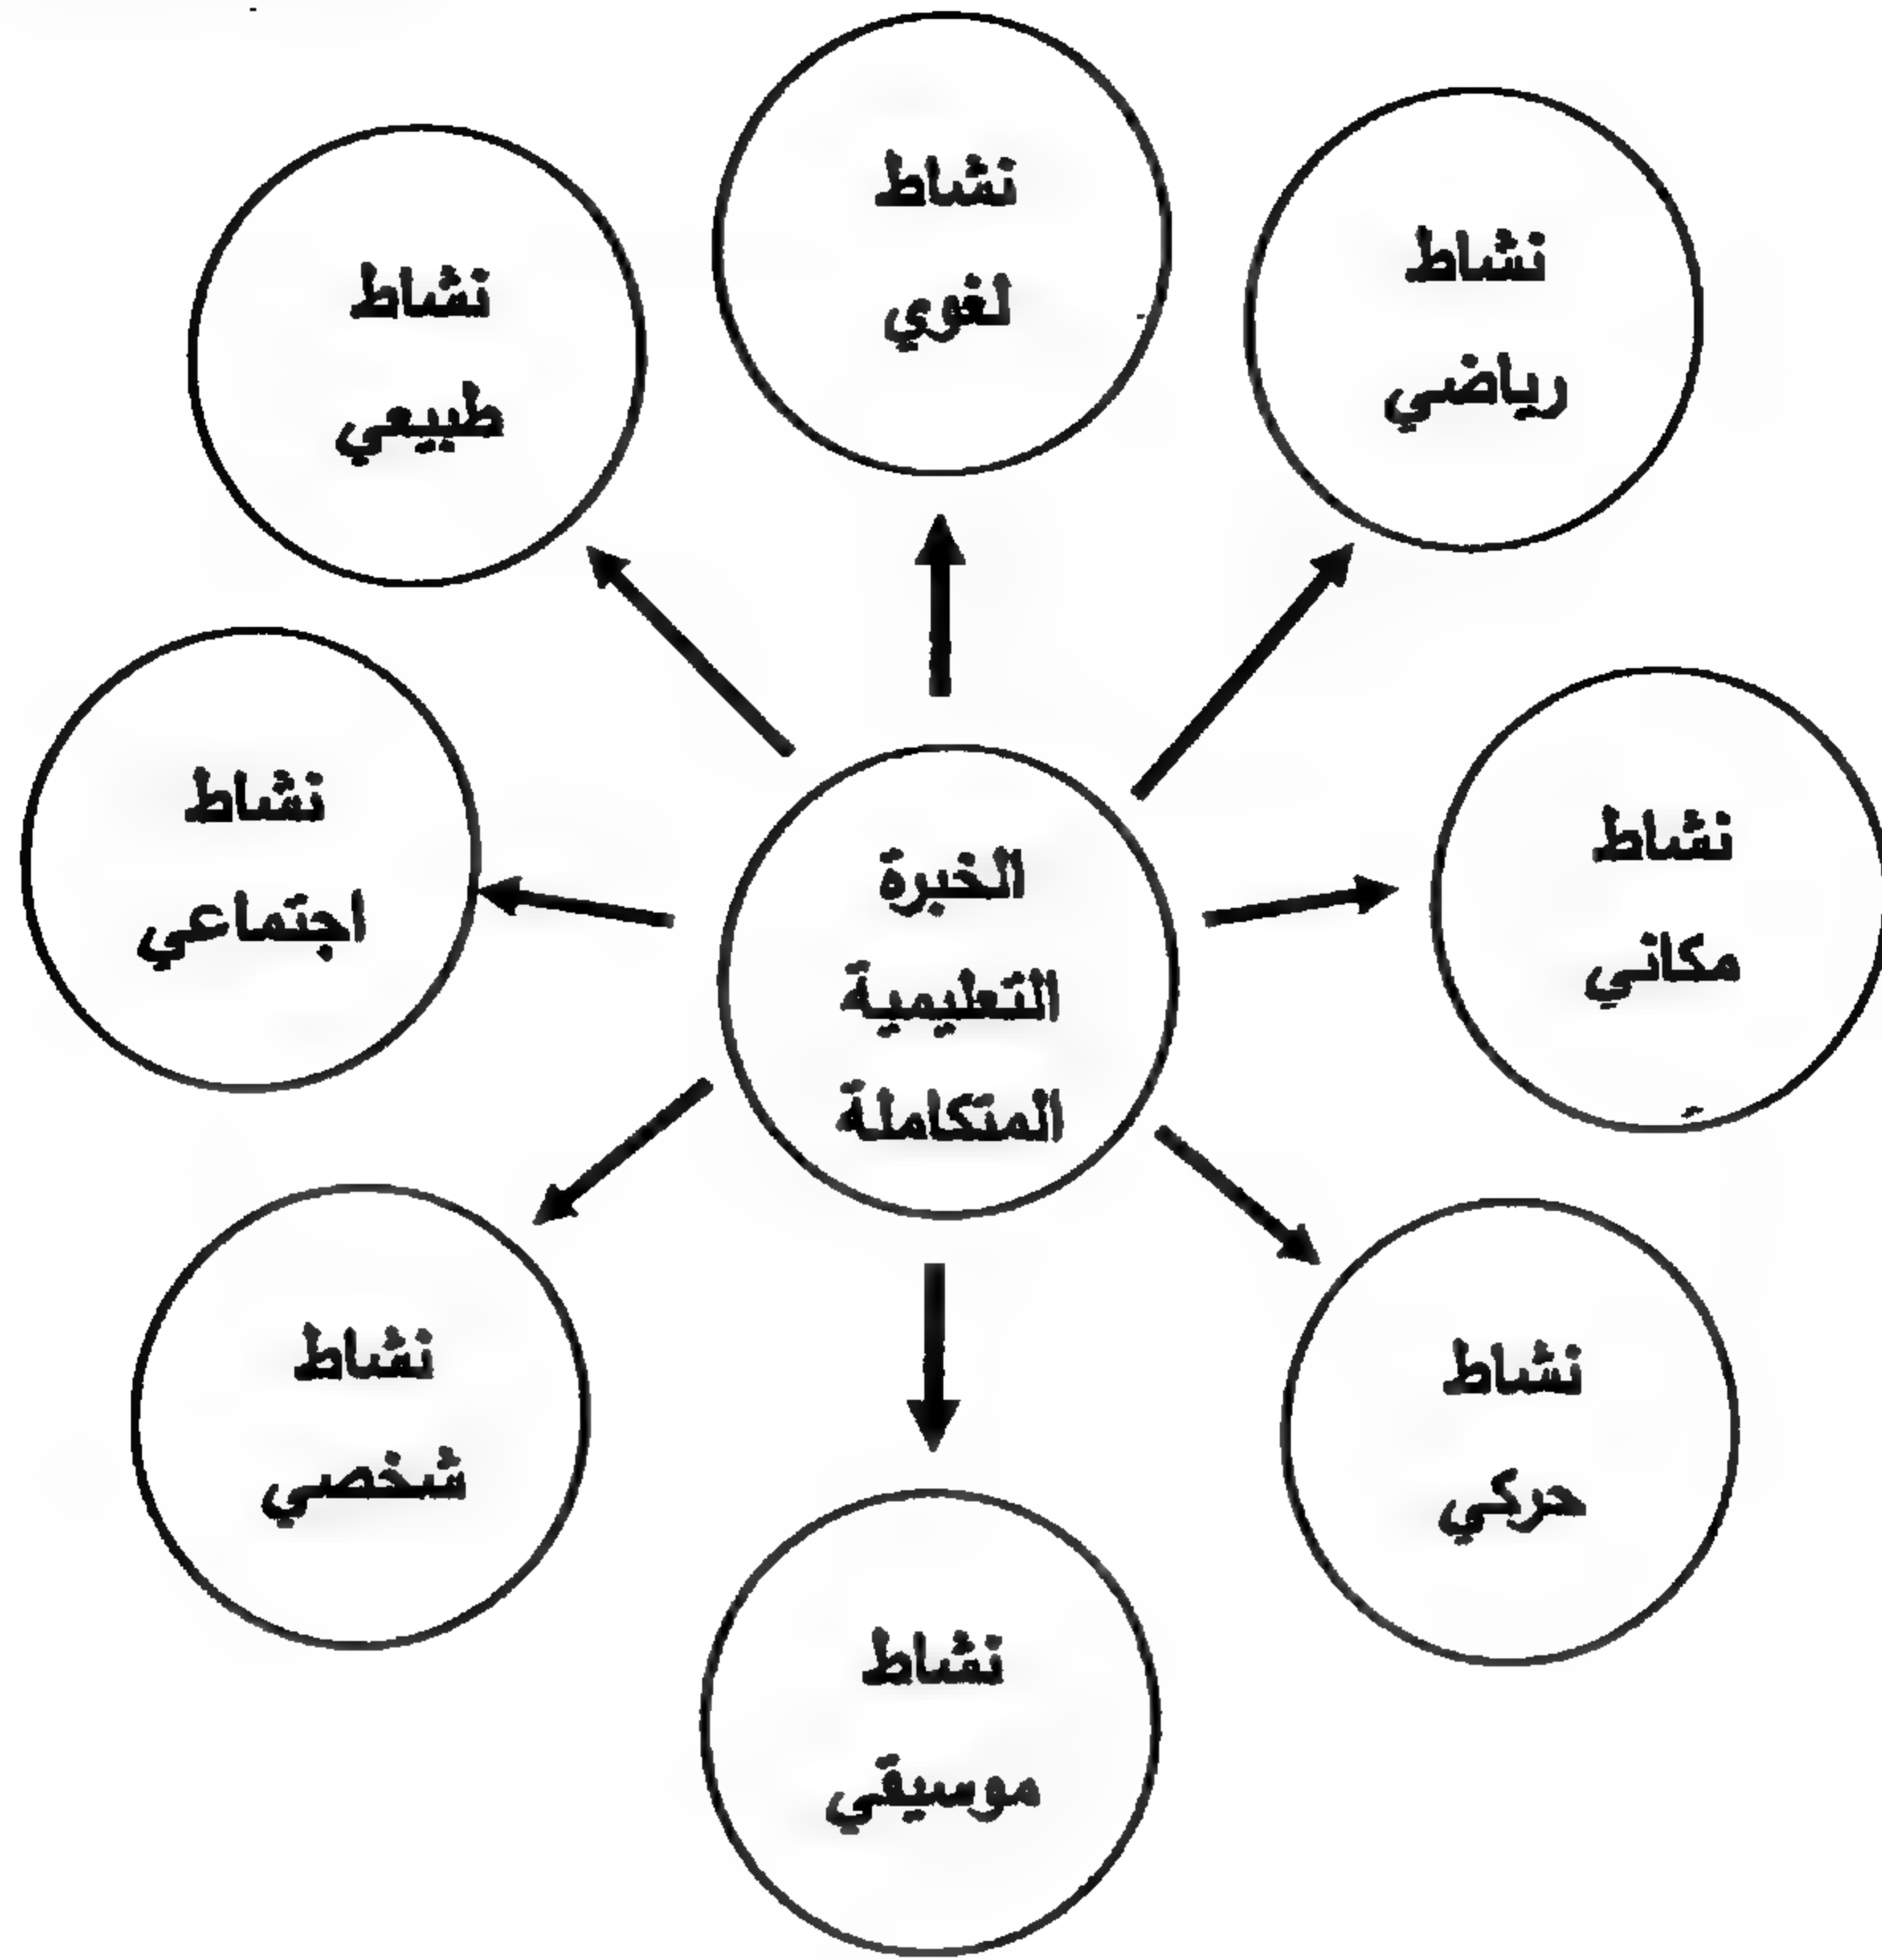 نشاط
لغوي
نشاط
رياضي
نشاط
طبيعي
نشاط
مكاني
نشاط
اجتماعي
الخبرة
التعليمية
المتكاملة
نشاط
حركي
نشاط
شخصي
نشاط
موسيقي